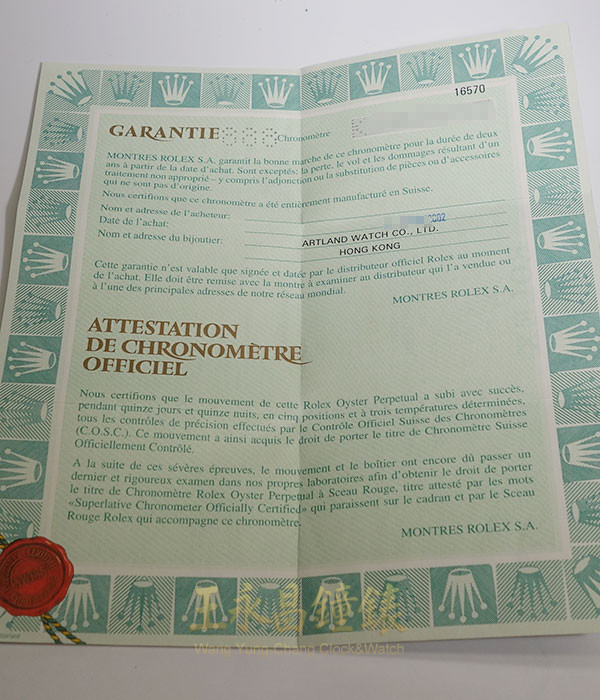 16570
GARANTIE Chronomètre
MONTRES ROLEX S.A. garantit la bonne marche de ce chronomètre pour la durée de deux
ans à partir de la date d'achat. Sont exceptés: la perte, le vol et les dommages résultant d'un
traitement non approprié – y compris l'adjonction ou la substitution de pièces ou d'accessoires
qui ne sont pas d'origine.
Nous certifions que ce chronomètre a été entièrement manufacturé en Suisse.
Nom et adresse de l'acheteur:
Date de l'achat: 2002
Nom et adresse du bijoutier: ARTLAND WATCH CO., LTD.
HONG KONG
Cette garantie n'est valable que signée et datée par le distributeur officiel Rolex au moment
de l'achat. Elle doit être remise avec la montre à examiner au distributeur qui l'a vendue ou
à l'une des principales adresses de notre réseau mondial.
MONTRES ROLEX S.A.
ATTESTATION
DE CHRONOMÈTRE
OFFICIEL
Nous certifions que le mouvement de cette Rolex Oyster Perpetual a subi avec succès,
pendant quinze jours et quinze nuits, en cinq positions et à trois températures déterminées,
tous les contrôles de précision effectués par le Contrôle Officiel Suisse des Chronomètres
(C.O.S.C.). Ce mouvement a ainsi acquis le droit de porter le titre de Chronomètre Suisse
Officiellement Contrôlé.
A la suite de ces sévères épreuves, le mouvement et le boîtier ont encore dû passer un
dernier et rigoureux examen dans nos propres laboratoires afin d'obtenir le droit de porter
le titre de Chronomètre Rolex Oyster Perpetual à Sceau Rouge, titre attesté par les mots
«Superlative Chronometer Officially Certified» qui paraissent sur le cadran et par le Sceau
Rouge Rolex qui accompagne ce chronomètre.
MONTRES ROLEX S.A.
王永昌鐘錶
Wang Yung Chang Clock&Watch